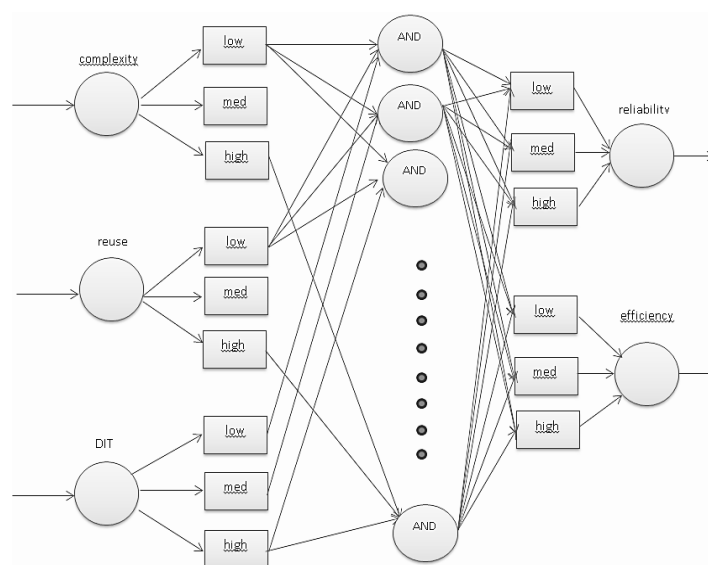 complexity
low
med
high
reuse
low
med
high
DIT
low
med
high
AND
AND
AND
AND
low
med
high
reliability
low
med
high
efficiency